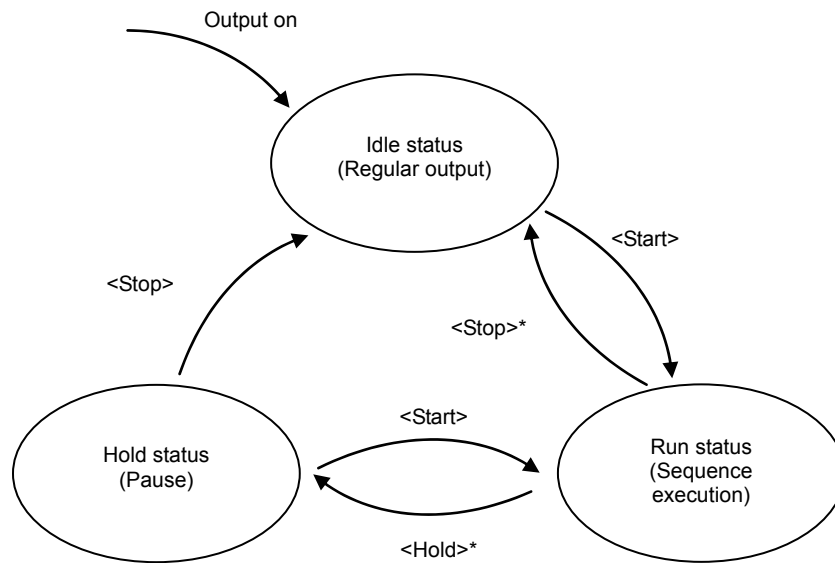 Output on
Idle status
(Regular output)
<Start>
<Stop>
<Stop>*
<Start>
Hold status
(Pause)
Run status
(Sequence
execution)
<Hold>*